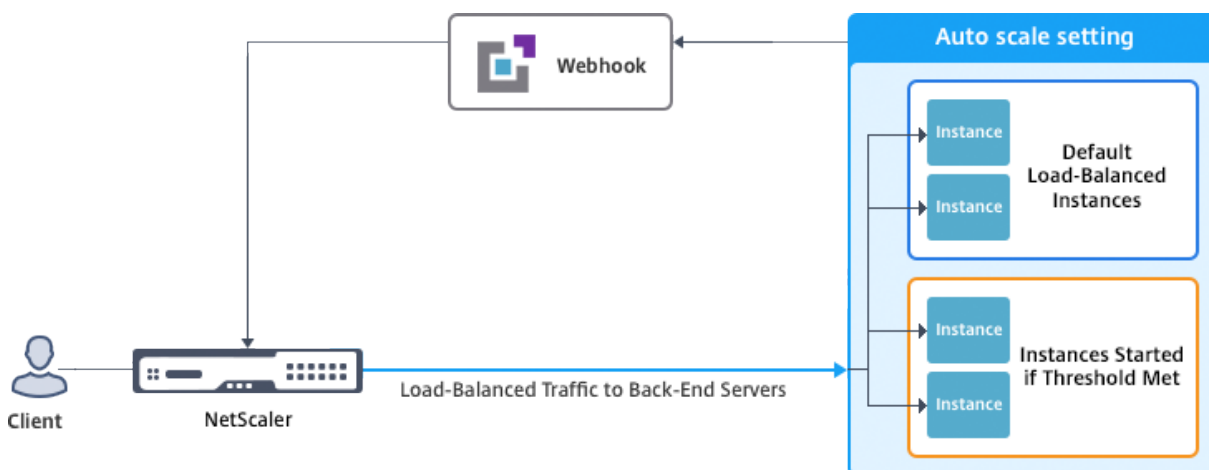 Auto scale setting
Webhook
Instance
Instance
Default
Load-Balanced
Instances
Instance
Instance
Instances Started
if Threshold Met
Load-Balanced Traffic to Back-End Servers
Client
NetScaler